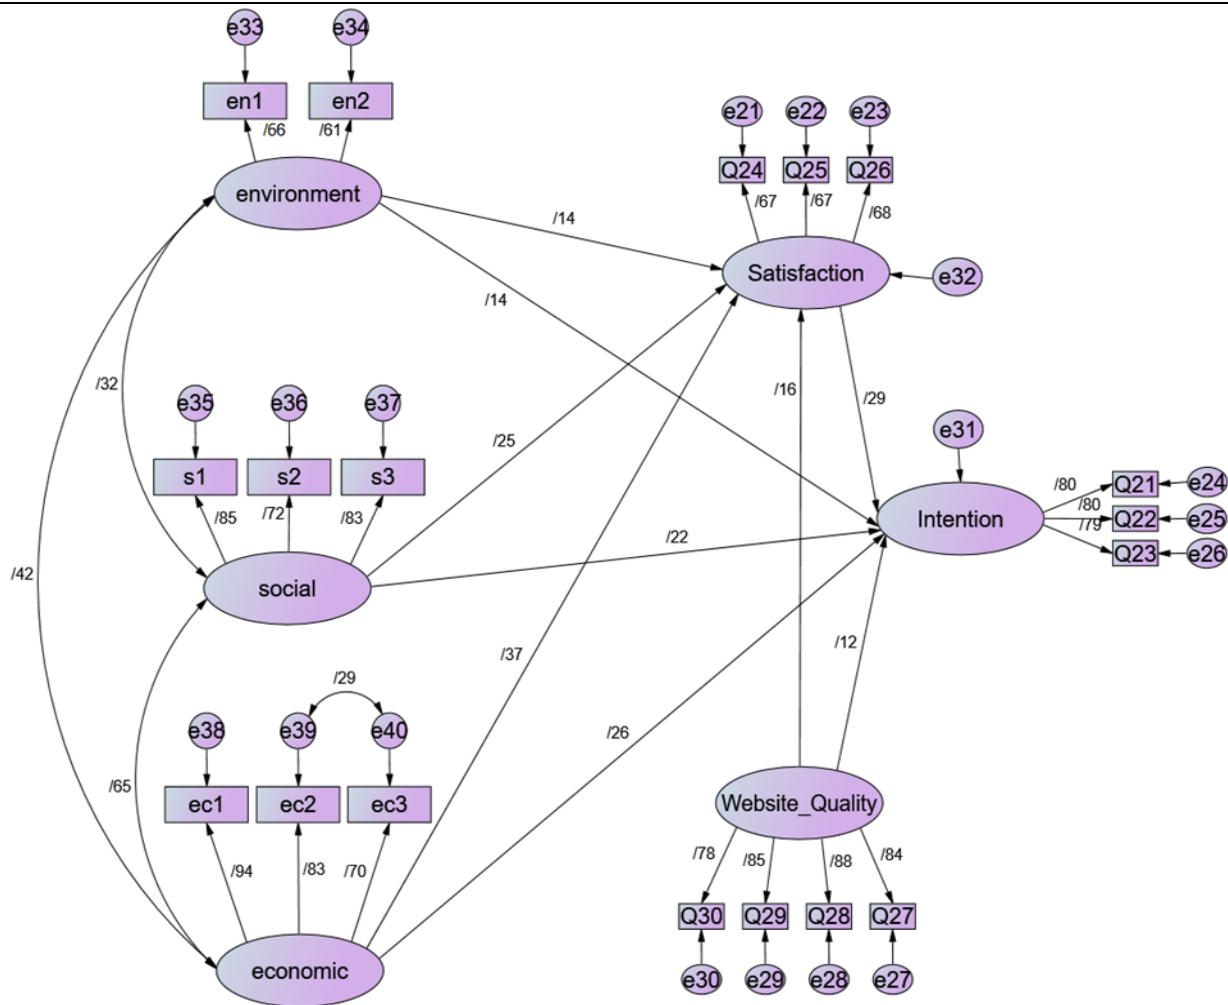 e33
e34
en1
en2
/66
/61
environment
e21
e22
e23
Q24
Q25
Q26
/67
/67
/68
Satisfaction
e32
/14
/14
/32
e35
e36
e37
s1
s2
s3
/85
/72
/83
social
/25
/16
/29
e31
Intention
/80
/80
/79
Q21
e24
Q22
e25
Q23
e26
/22
/42
/37
/12
/26
/65
/29
e38
e39
e40
ec1
ec2
ec3
/94
/83
/70
economic
Website_Quality
/78
/85
/88
/84
Q30
Q29
Q28
Q27
e30
e29
e28
e27